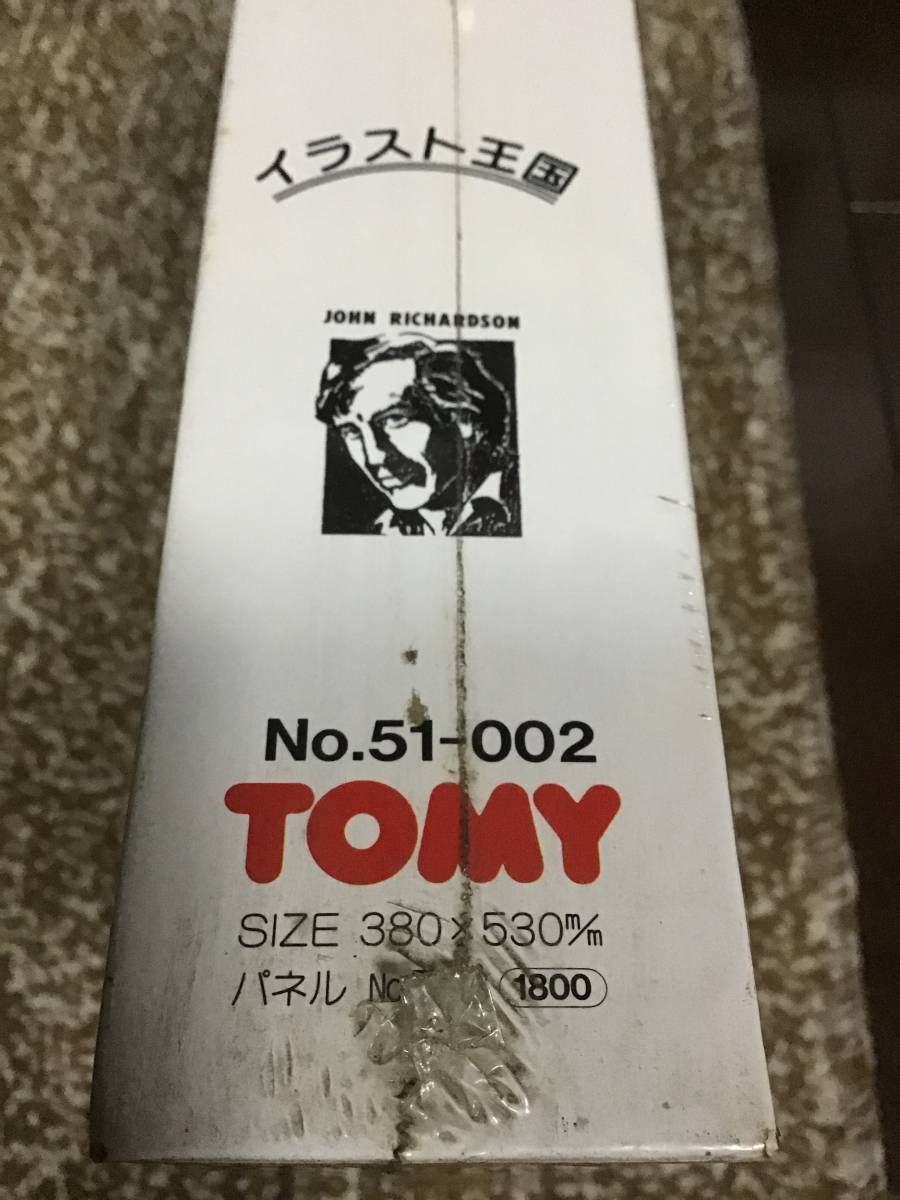 イラスト王国
JOHN RICHARDSON
No.51-002
TOMY
SIZE 380×530m/m
パネル No 1800